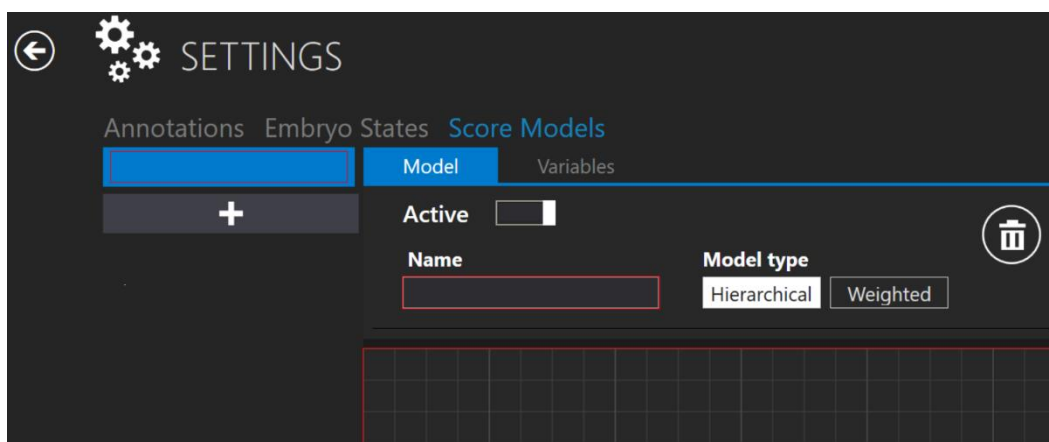 SETTINGS
Annotations Embryo States Score Models
Model Variables
Active
Name Model type
Hierarchical Weighted